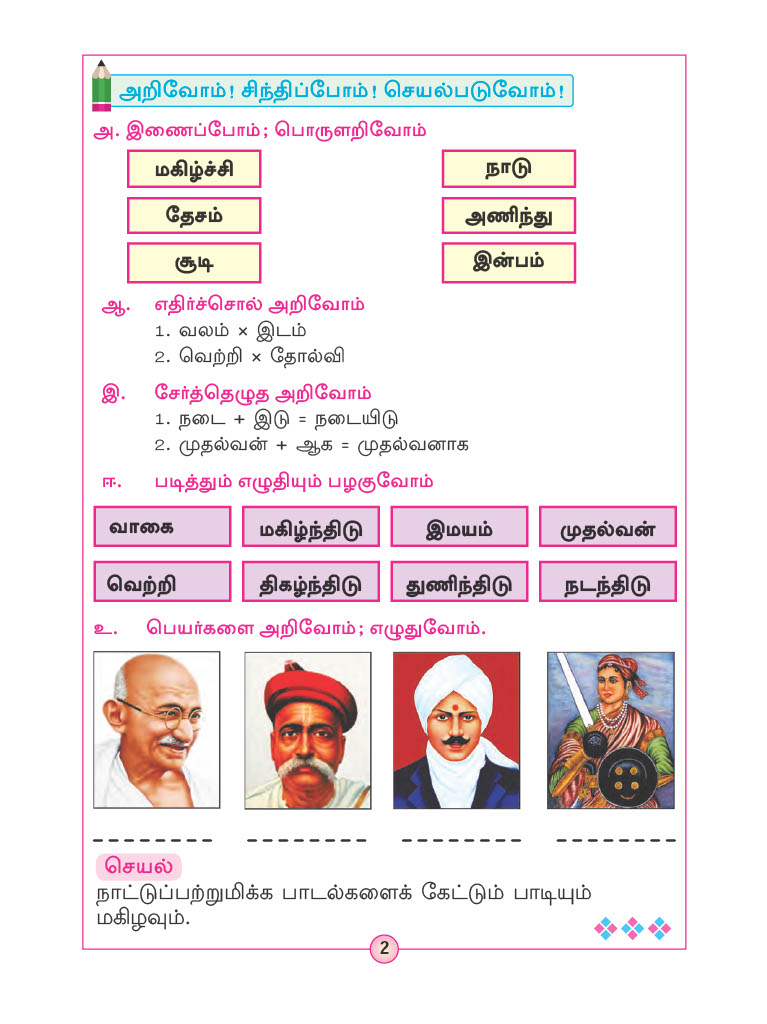 அறிவோம்! சிந்திப்போம்! செயல்படுவோம்!
அ. இணைப்போம்; பொருளறிவோம்
மகிழ்ச்சி நாடு
தேசம் அணிந்து
சூடி இன்பம்
ஆ. எதிர்ச்சொல் அறிவோம்
1. வலம் × இடம்
2. வெற்றி × தோல்வி
இ. சேர்த்தெழுத அறிவோம்
1. நடை + இடு = நடையிடு
2. முதல்வன் + ஆக = முதல்வனாக
ஈ. படித்தும் எழுதியும் பழகுவோம்
வாகை மகிழ்ந்திடு இமயம் முதல்வன்
வெற்றி திகழ்ந்திடு துணிந்திடு நடந்திடு
உ. பெயர்களை அறிவோம்; எழுதுவோம்.
செயல்
நாட்டுப்பற்றுமிக்க பாடல்களைக் கேட்டும் பாடியும்
மகிழவும்.
2